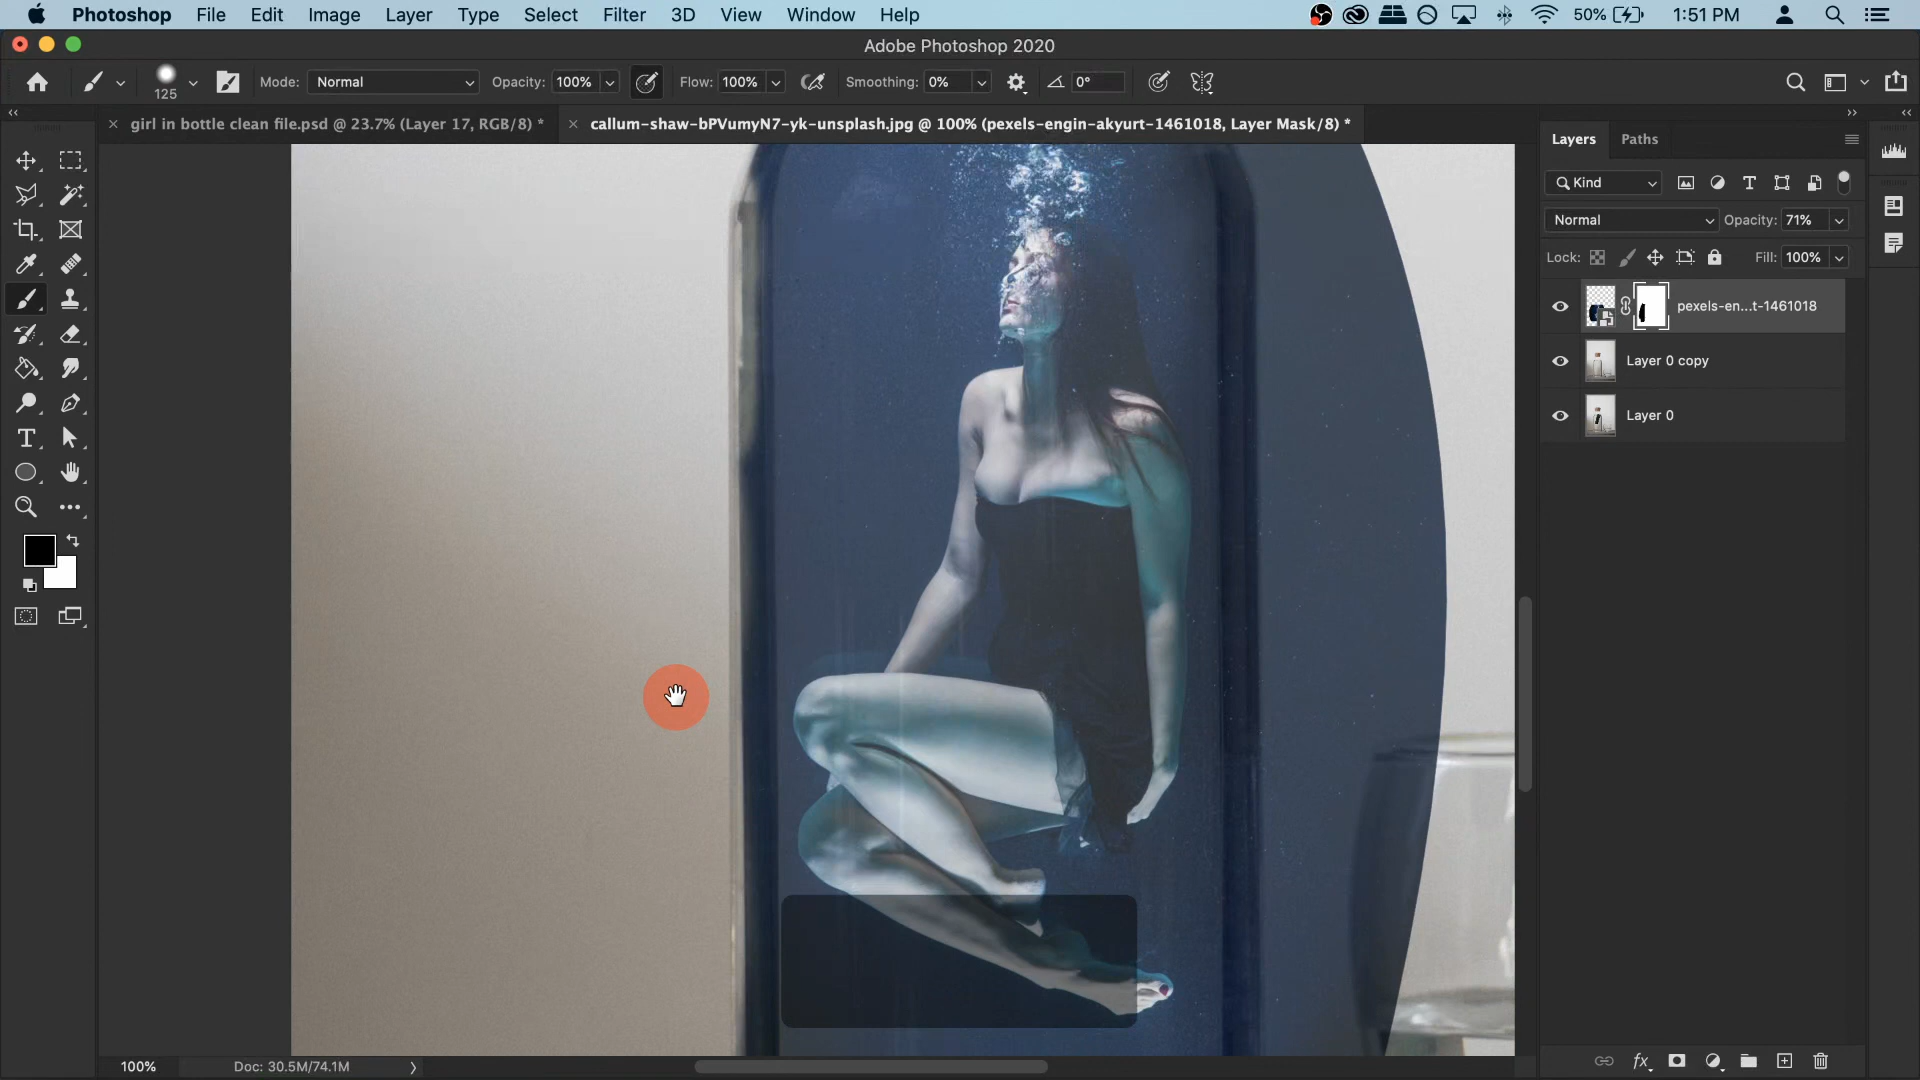 Photoshop File Edit Image Layer Type Select Filter 3D View Window Help 50% 1:51 PM
Adobe Photoshop 2020
125 Mode: Normal Opacity: 100% Flow: 100% Smoothing: 0% 0°
× girl in bottle clean file.psd @ 23.7% (Layer 17, RGB/8) * × callum-shaw-bPVumyN7-yk-unsplash.jpg @ 100% (pexels-engin-akyurt-1461018, Layer Mask/8) *
Layers Paths
Kind
Normal Opacity: 71%
Lock: Fill: 100%
pexels-en...t-1461018
Layer 0 copy
Layer 0
100% Doc: 30.5M/74.1M